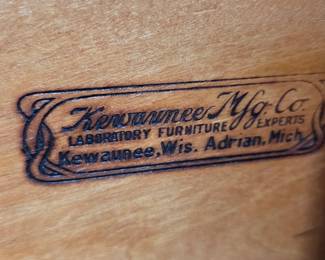 Kewaunee Mfg. Co.
LABORATORY FURNITURE EXPERTS
Kewaunee, Wis. Adrian, Mich.